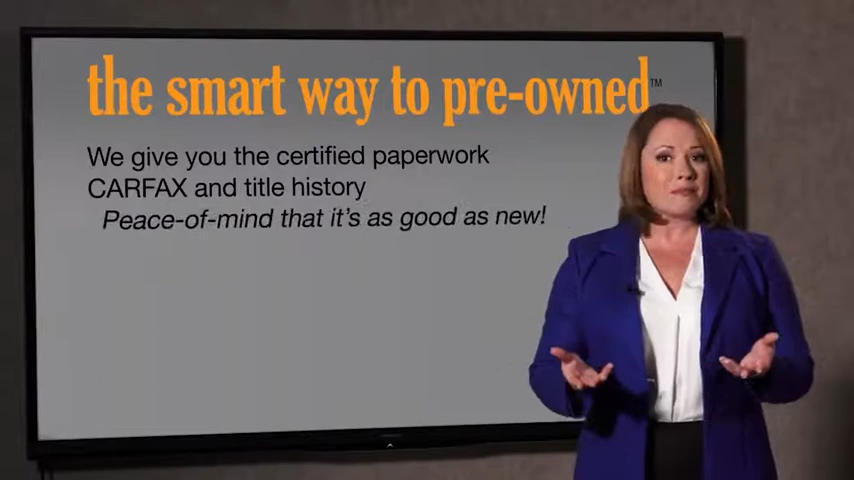 the smart way to pre-owned™
We give you the certified paperwork
CARFAX and title history
Peace-of-mind that it's as good as new!